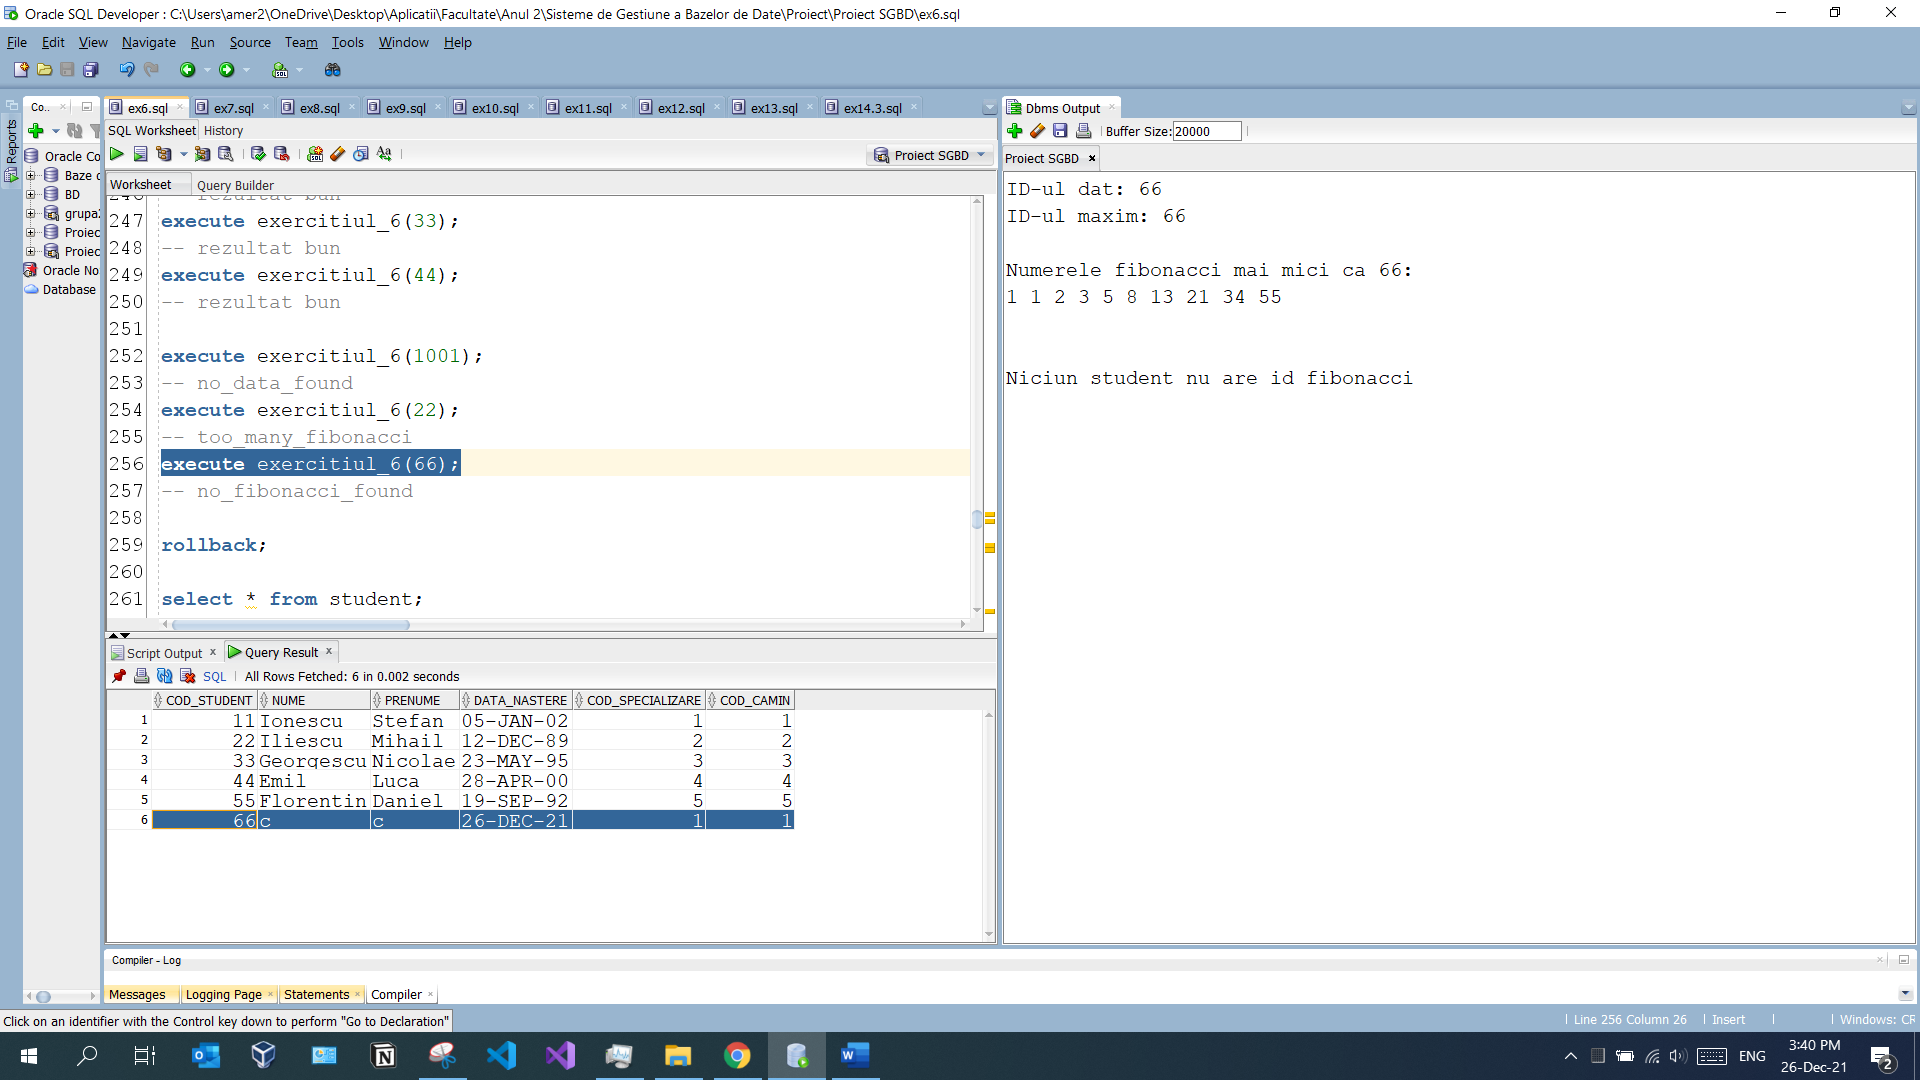 Oracle SQL Developer : C:\Users\amer2\OneDrive\Desktop\Aplicatii\Facultate\Anul 2\Sisteme de Gestiune a Bazelor de Date\Proiect\Proiect SGBD\ex6.sql
File Edit View Navigate Run Source Team Tools Window Help
Reports
Co..
Oracle Co
Baze
BD
grupa2
Proiec
Proiec
Oracle No
Database
ex6.sql ex7.sql ex8.sql ex9.sql ex10.sql ex11.sql ex12.sql ex13.sql ex14.3.sql
SQL Worksheet History
Proiect SGBD
Worksheet Query Builder
246 -- rezultat bun
247 execute exercitiul_6(33);
248 -- rezultat bun
249 execute exercitiul_6(44);
250 -- rezultat bun
251
252 execute exercitiul_6(1001);
253 -- no_data_found
254 execute exercitiul_6(22);
255 -- too_many_fibonacci
256 execute exercitiul_6(66);
257 -- no_fibonacci_found
258
259 rollback;
260
261 select * from student;
Script Output Query Result
SQL All Rows Fetched: 6 in 0.002 seconds
COD_STUDENT NUME PRENUME DATA_NASTERE COD_SPECIALIZARE COD_CAMIN
1 11 Ionescu Stefan 05-JAN-02 1 1
2 22 Iliescu Mihail 12-DEC-89 2 2
3 33 Georgescu Nicolae 23-MAY-95 3 3
4 44 Emil Luca 28-APR-00 4 4
5 55 Florentin Daniel 19-SEP-92 5 5
6 66 c c 26-DEC-21 1 1
Dbms Output
Buffer Size: 20000
Proiect SGBD
ID-ul dat: 66
ID-ul maxim: 66
Numerele fibonacci mai mici ca 66:
1 1 2 3 5 8 13 21 34 55
Niciun student nu are id fibonacci
Compiler - Log
Messages Logging Page Statements Compiler
Click on an identifier with the Control key down to perform "Go to Declaration"
Line 256 Column 26 Insert Windows: CR
ENG
3:40 PM
26-Dec-21
2